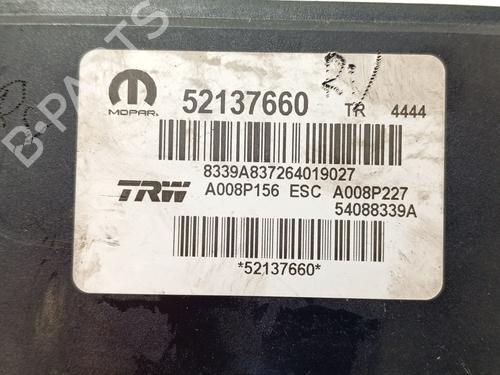 B-PARTS
MOPAR.
52137660
TR 4444
8339A837264019027
TRW A008P156 ESC A008P227
54088339A
*52137660*